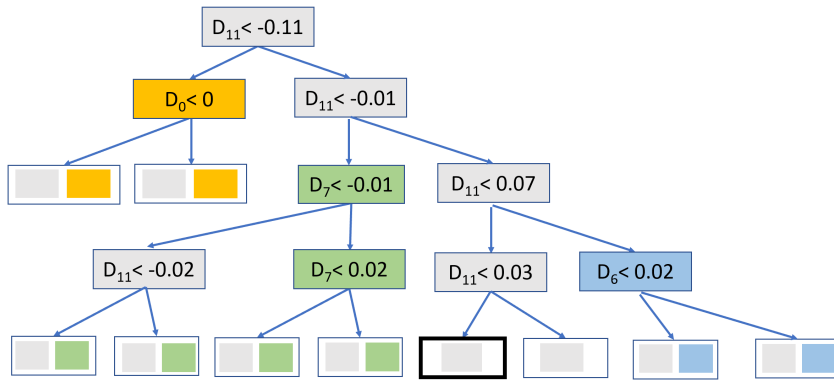 D₁₁< -0.11
D₀< 0
D₁₁< -0.01
D₇< -0.01
D₁₁< 0.07
D₁₁< -0.02
D₇< 0.02
D₁₁< 0.03
D₆< 0.02